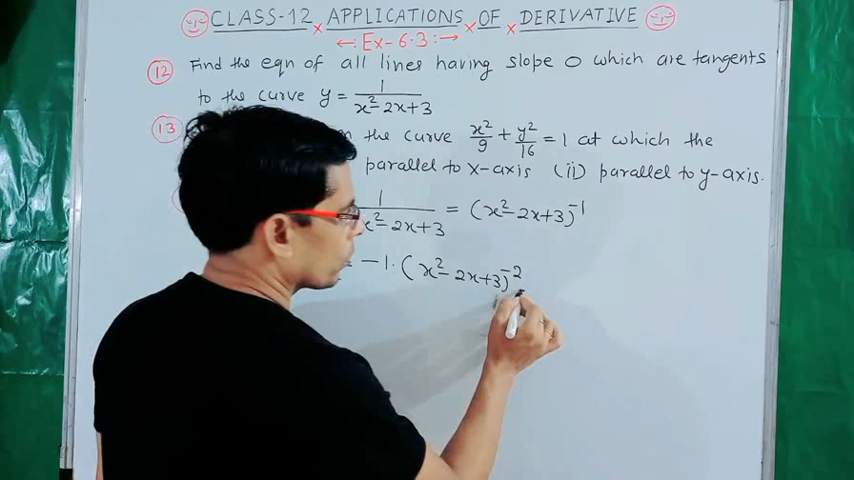 CLASS-12 × APPLICATIONS × OF × DERIVATIVE
←: Ex-6.3 :→
12 Find the eqn of all lines having slope 0 which are tangents
to the curve y = 1/(x²-2x+3)
13 on the curve x²/9 + y²/16 = 1 at which the
parallel to x-axis (ii) parallel to y-axis.
1/(x²-2x+3) = (x²-2x+3)⁻¹
= -1. (x²-2x+3)⁻²